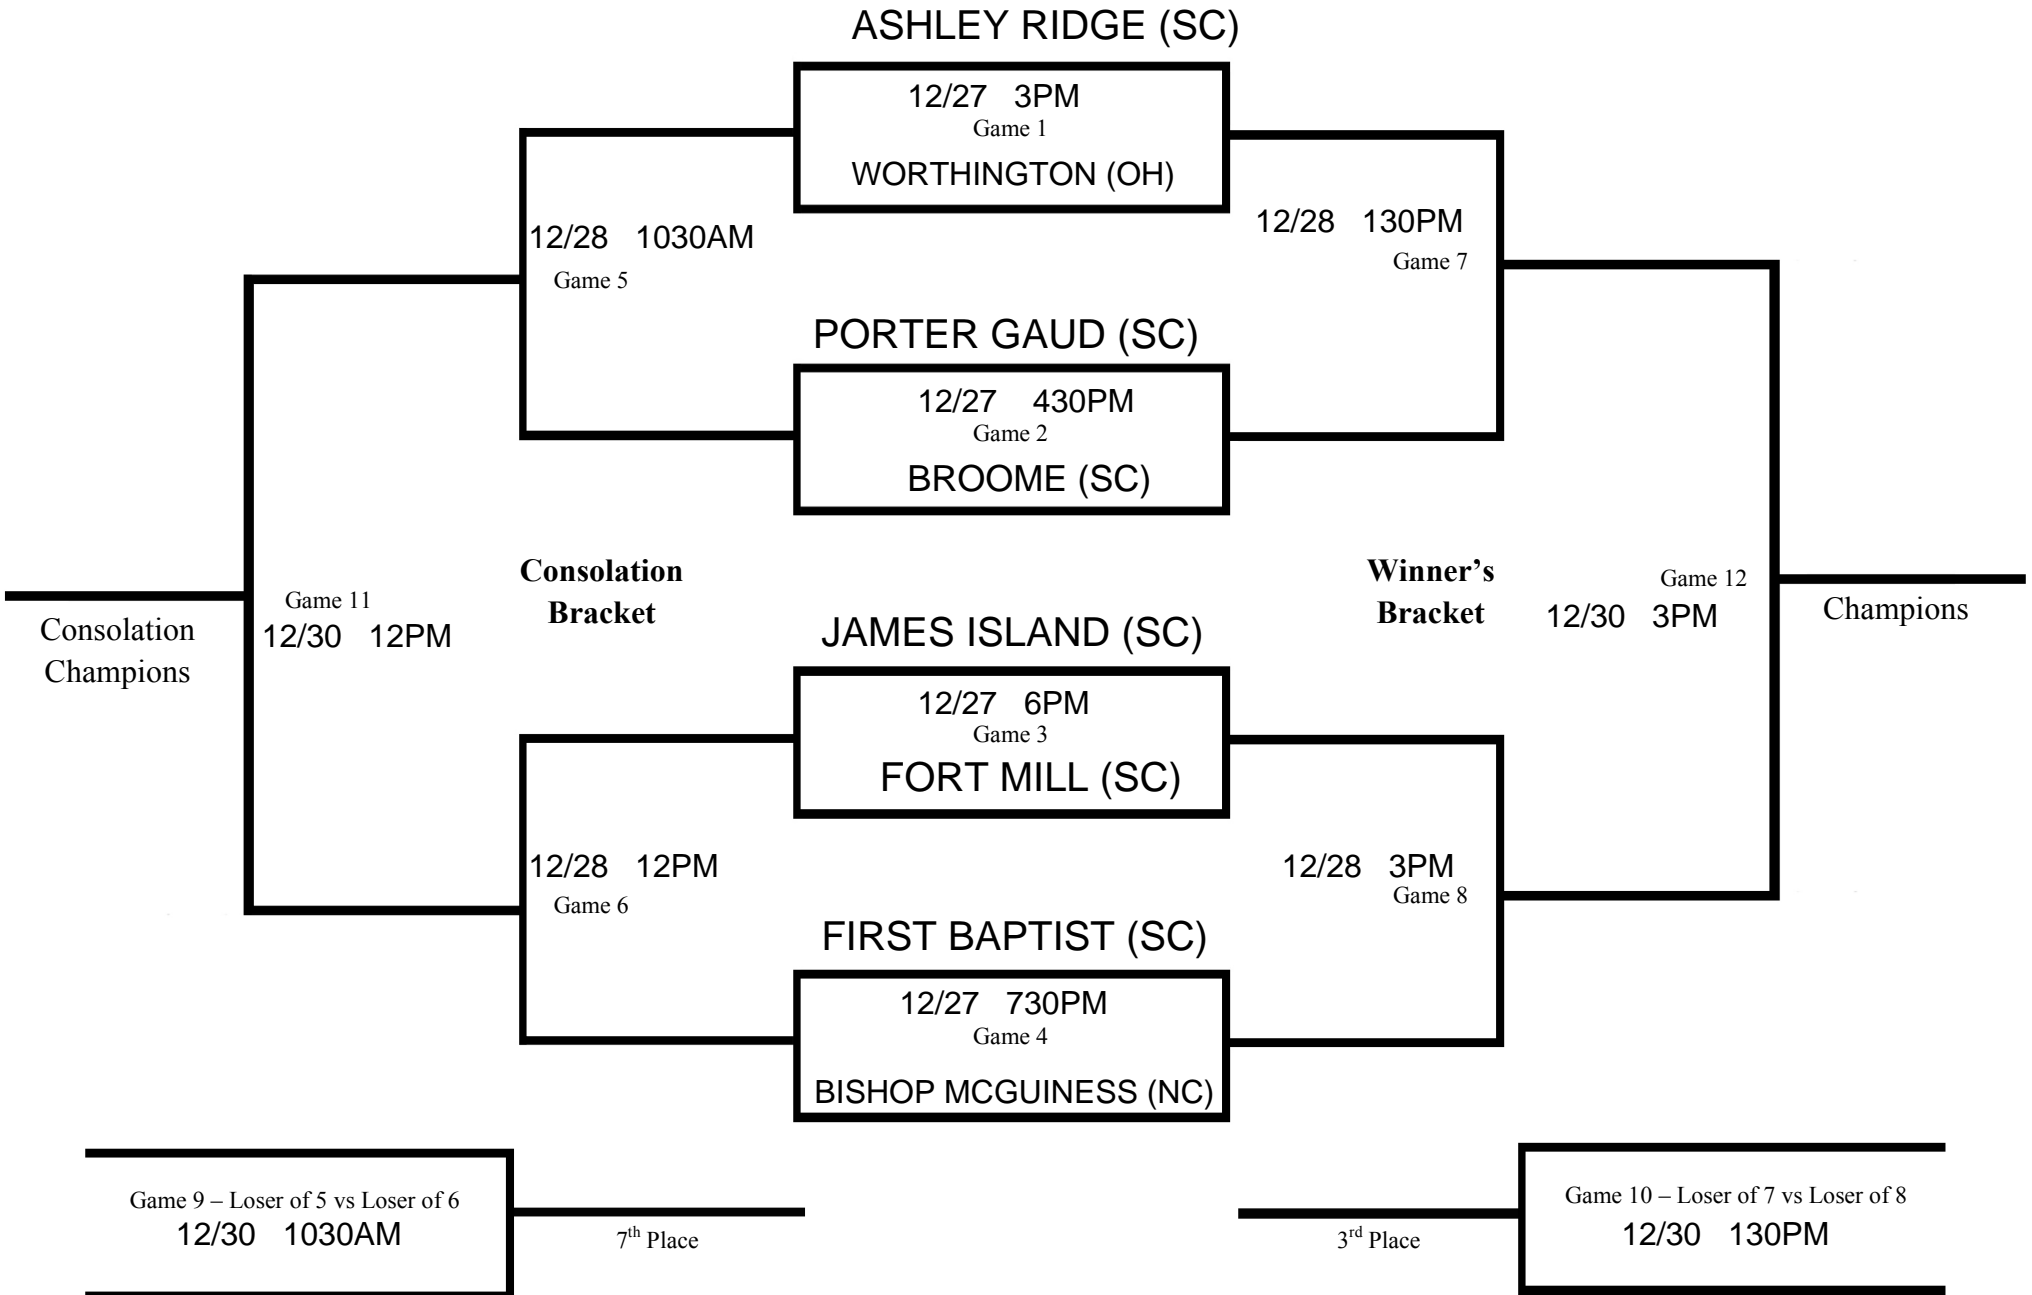 ASHLEY RIDGE (SC)
12/27 3PM
Game 1
WORTHINGTON (OH)
12/28 1030AM
Game 5
12/28 130PM
Game 7
PORTER GAUD (SC)
12/27 430PM
Game 2
BROOME (SC)
Consolation
Bracket
Winner's
Bracket
Game 11
12/30 12PM
Consolation
Champions
Game 12
12/30 3PM
Champions
JAMES ISLAND (SC)
12/27 6PM
Game 3
FORT MILL (SC)
12/28 12PM
Game 6
12/28 3PM
Game 8
FIRST BAPTIST (SC)
12/27 730PM
Game 4
BISHOP MCGUINESS (NC)
Game 9 – Loser of 5 vs Loser of 6
12/30 1030AM
7th Place
3rd Place
Game 10 – Loser of 7 vs Loser of 8
12/30 130PM